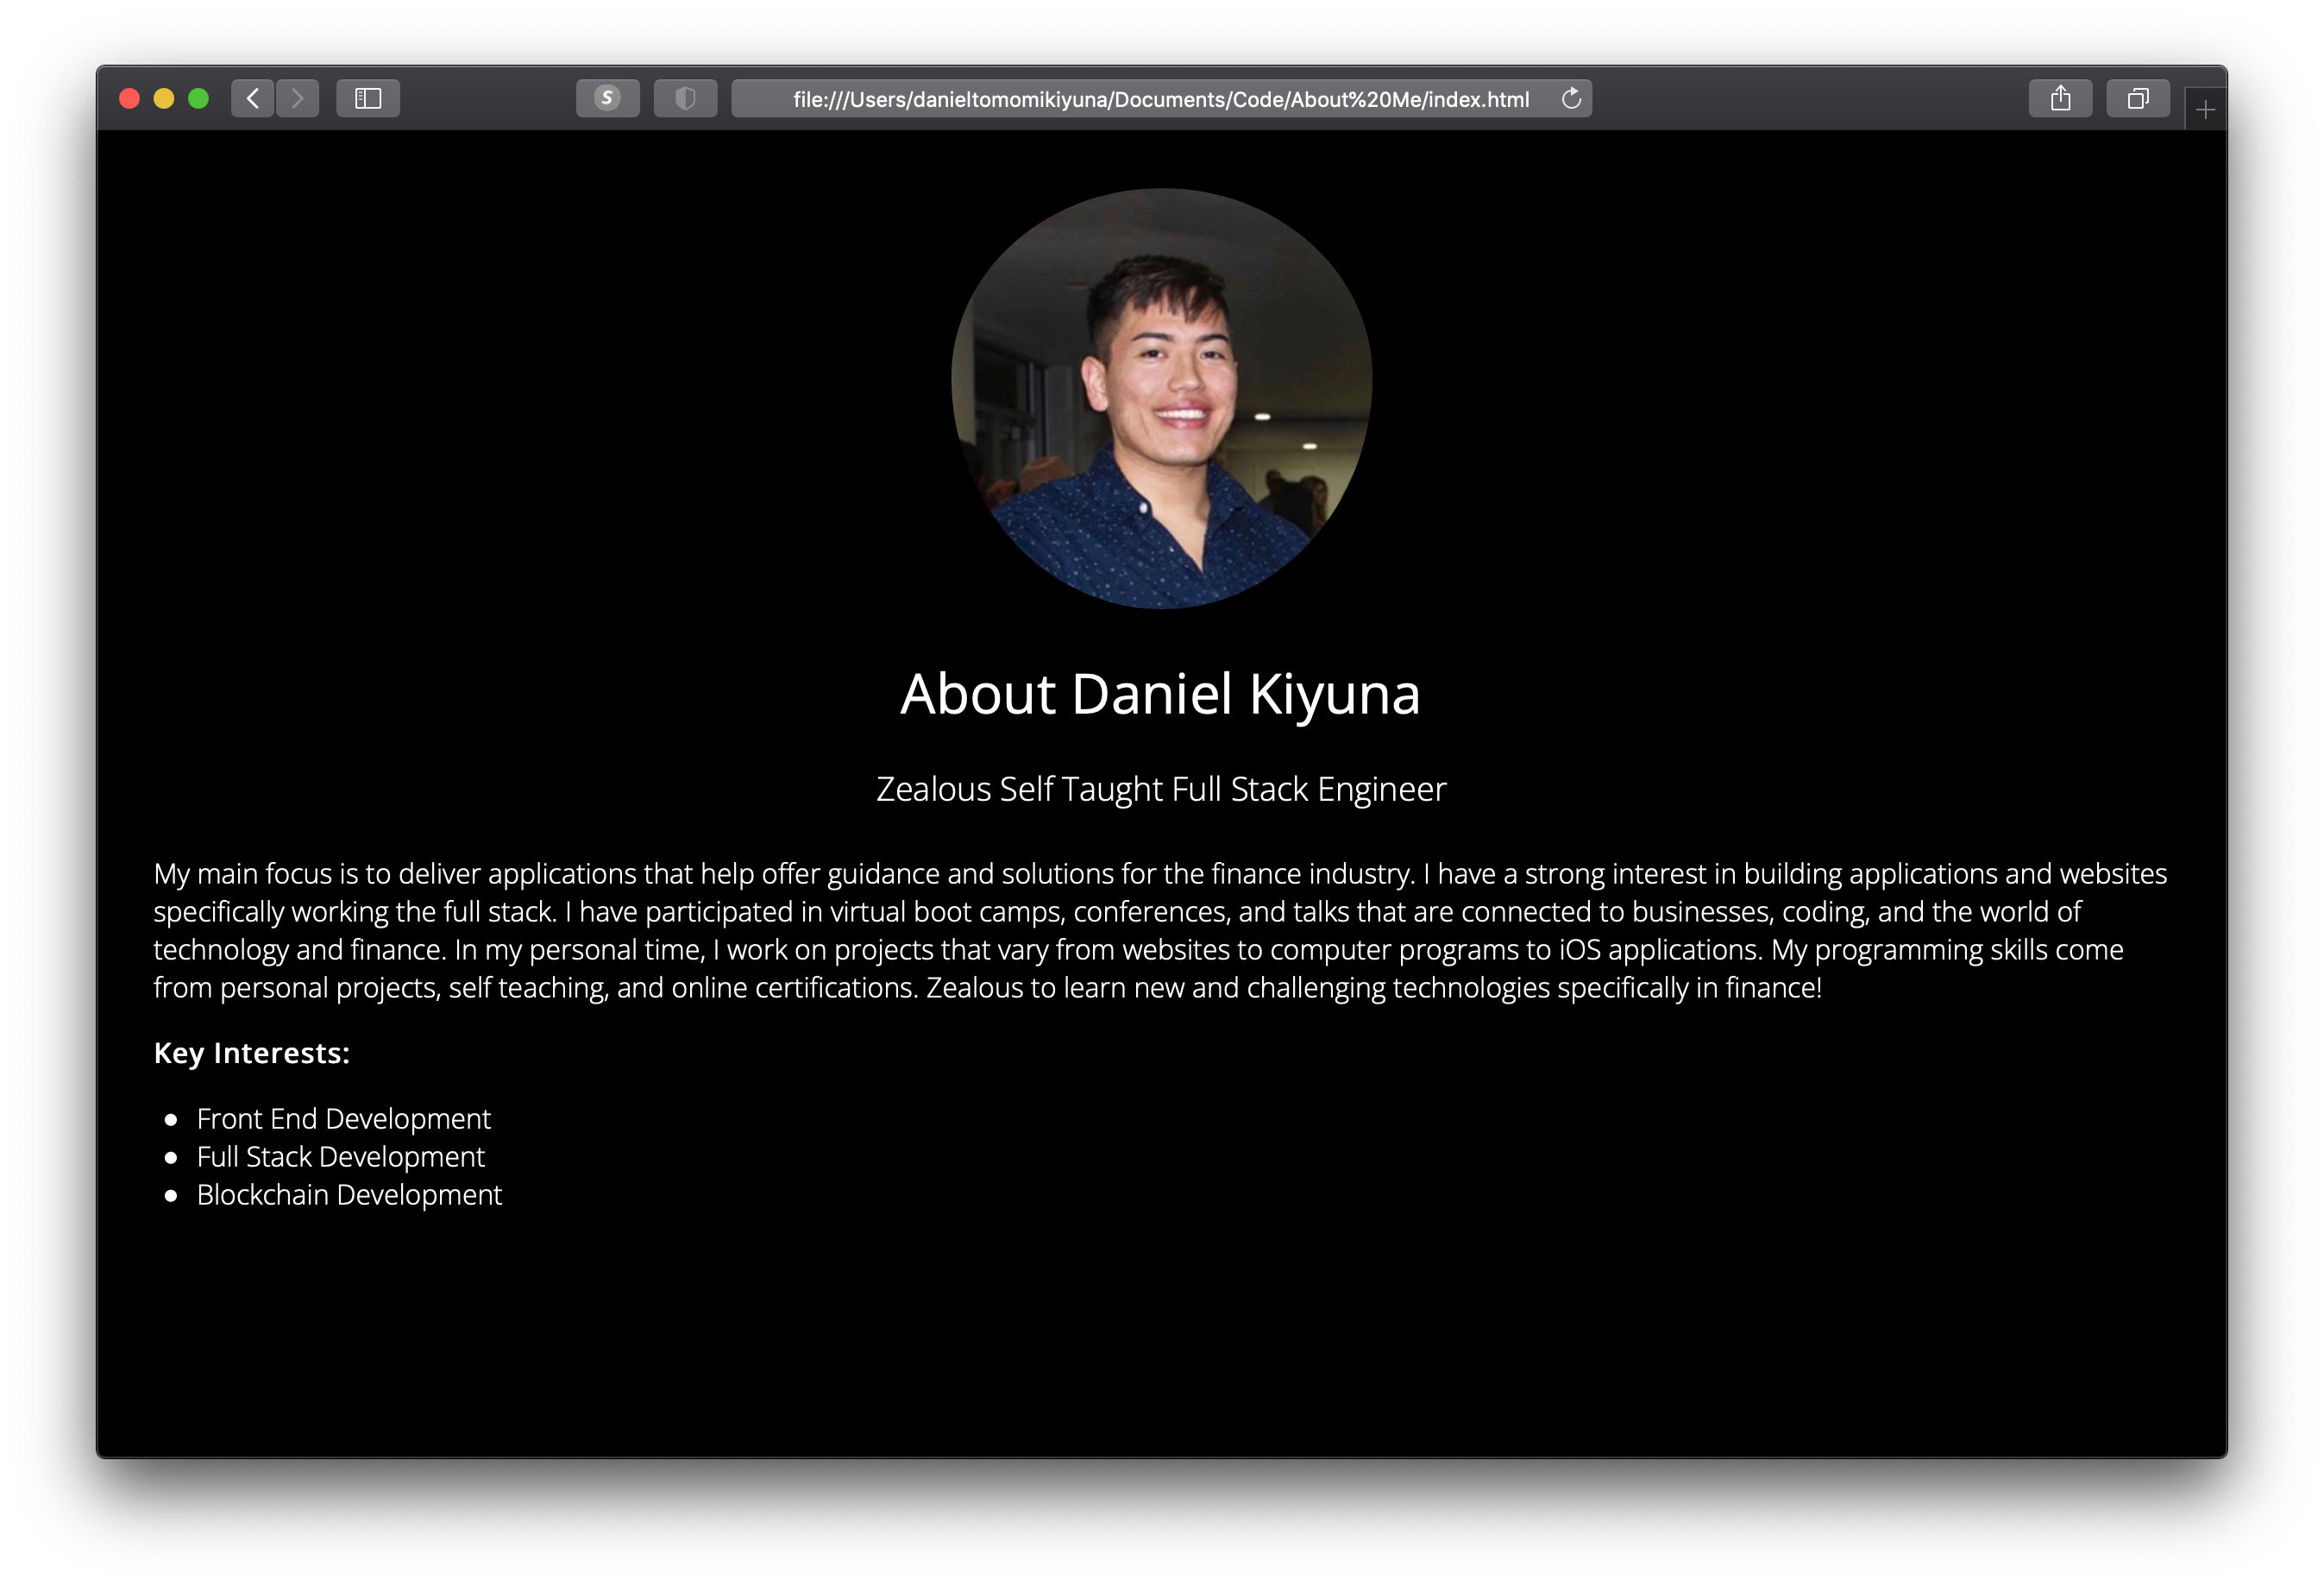 S
file:///Users/danieltomomikiyuna/Documents/Code/About%20Me/index.html
About Daniel Kiyuna
Zealous Self Taught Full Stack Engineer
My main focus is to deliver applications that help offer guidance and solutions for the finance industry. I have a strong interest in building applications and websites
specifically working the full stack. I have participated in virtual boot camps, conferences, and talks that are connected to businesses, coding, and the world of
technology and finance. In my personal time, I work on projects that vary from websites to computer programs to iOS applications. My programming skills come
from personal projects, self teaching, and online certifications. Zealous to learn new and challenging technologies specifically in finance!
Key Interests:
● Front End Development
● Full Stack Development
● Blockchain Development